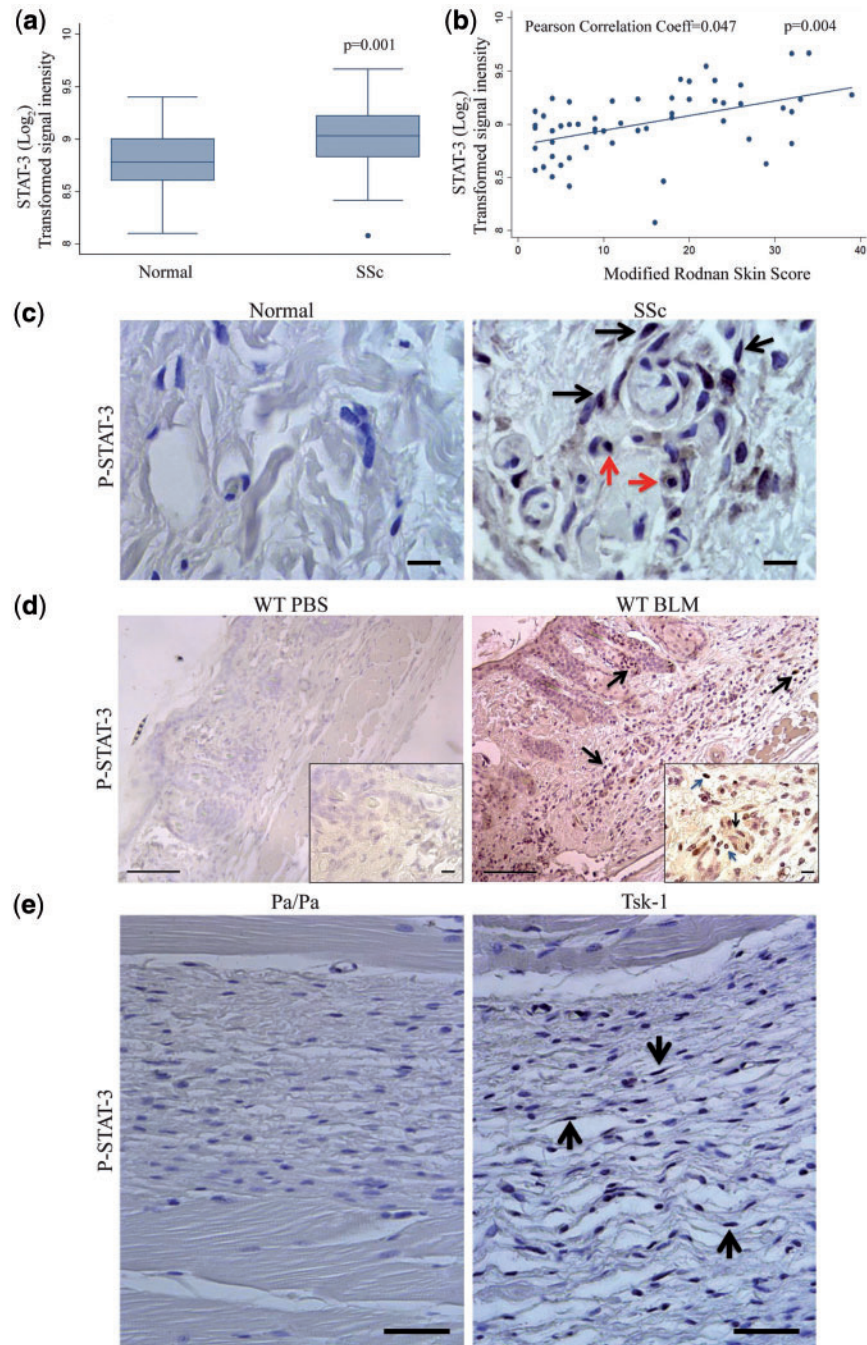 (a)
p=0.001
STAT-3 (Log2)
Transformed signal inensity
10
9.5
9
8.5
8
Normal
SSc
(b)
Pearson Correlation Coeff=0.047
p=0.004
STAT-3 (Log2)
Transformed signal inensity
10
9.5
9
8.5
8
0
10
20
30
40
Modified Rodnan Skin Score
(c)
Normal
SSc
P-STAT-3
(d)
WT PBS
WT BLM
P-STAT-3
(e)
Pa/Pa
Tsk-1
P-STAT-3